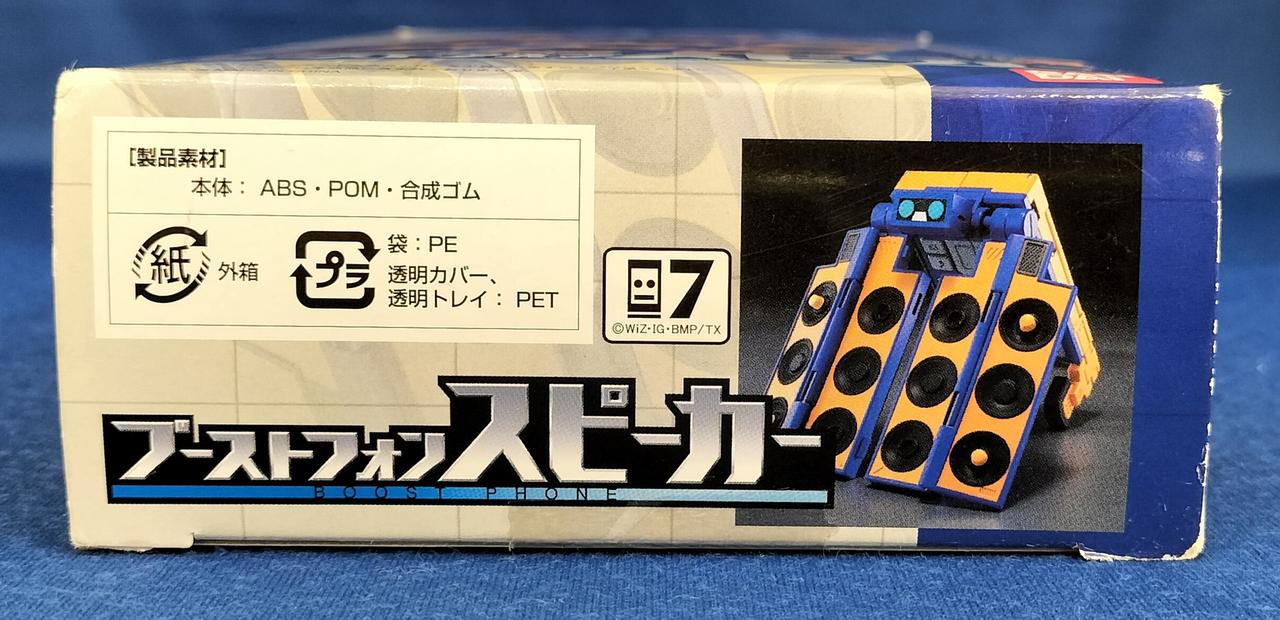 [製品素材]
本体： ABS・POM・合成ゴム
紙 外箱
プラ 袋：PE
透明カバー、
透明トレイ： PET
7
©WiZ・IG・BMP/TX
ブーストフォンスピーカー
BOOST PHONE